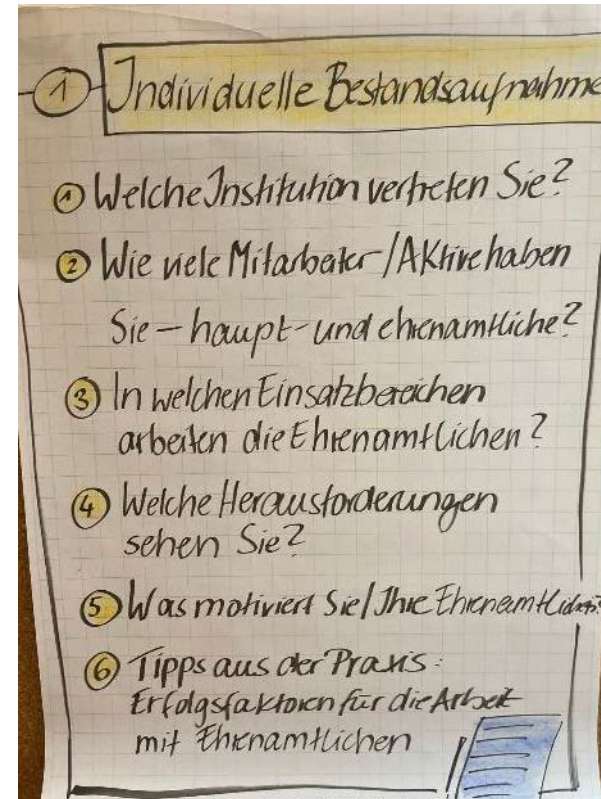 1 Individuelle Bestandsaufnahme
1 Welche Institution vertreten Sie?
2 Wie viele Mitarbeiter/Aktive haben
Sie – haupt- und ehrenamtliche?
3 In welchen Einsatzbereichen
arbeiten die Ehrenamtlichen?
4 Welche Herausforderungen
sehen Sie?
5 Was motiviert Sie/Ihre Ehrenamtlichen?
6 Tipps aus der Praxis:
Erfolgsfaktoren für die Arbeit
mit Ehrenamtlichen